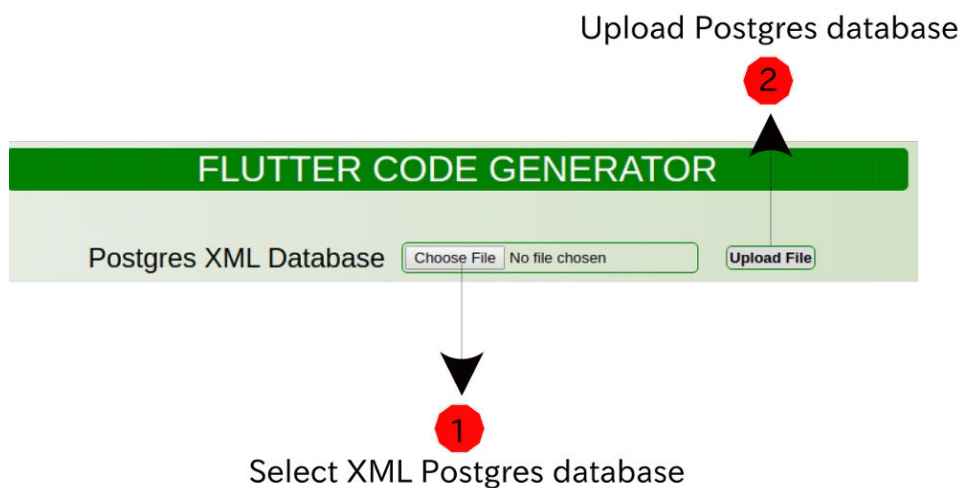 Upload Postgres database
2
FLUTTER CODE GENERATOR
Postgres XML Database Choose File No file chosen Upload File
1
Select XML Postgres database